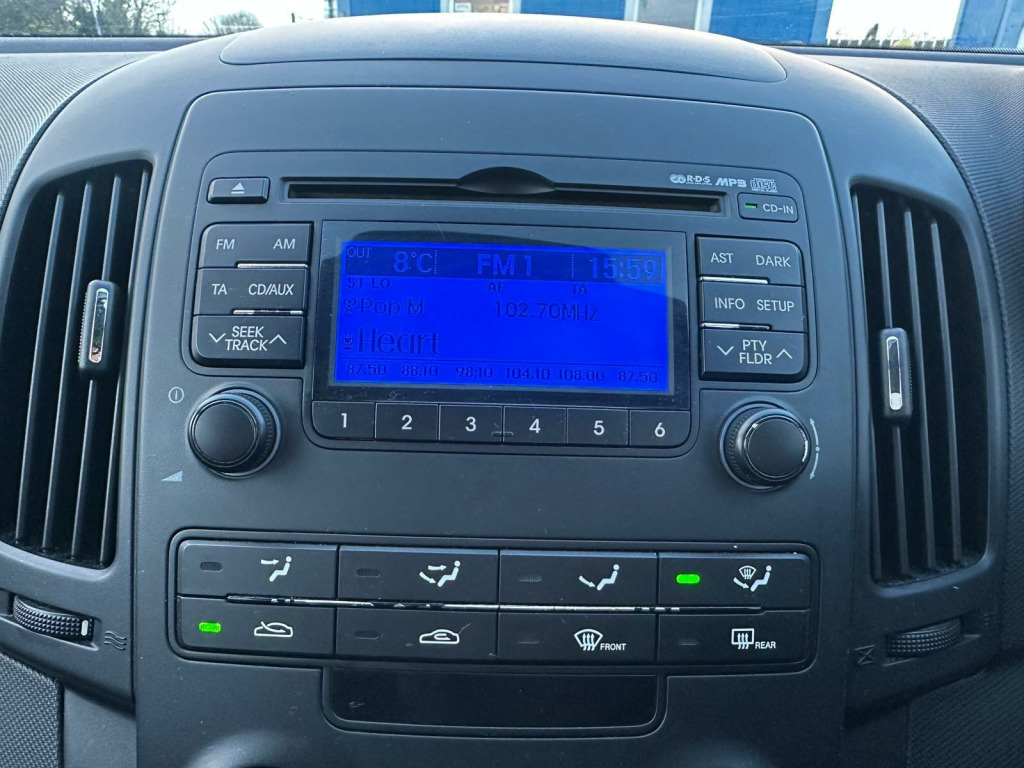 R·D·S MP3 disc
CD-IN
FM AM
TA CD/AUX
SEEK
TRACK
OUT 8°C FM 1 15:59
ST LO AF TA
Pop M 102.70MHz
Heart
87.50 88.10 98.10 104.10 108.00 87.50
AST DARK
INFO SETUP
PTY
FLDR
1 2 3 4 5 6
FRONT
REAR